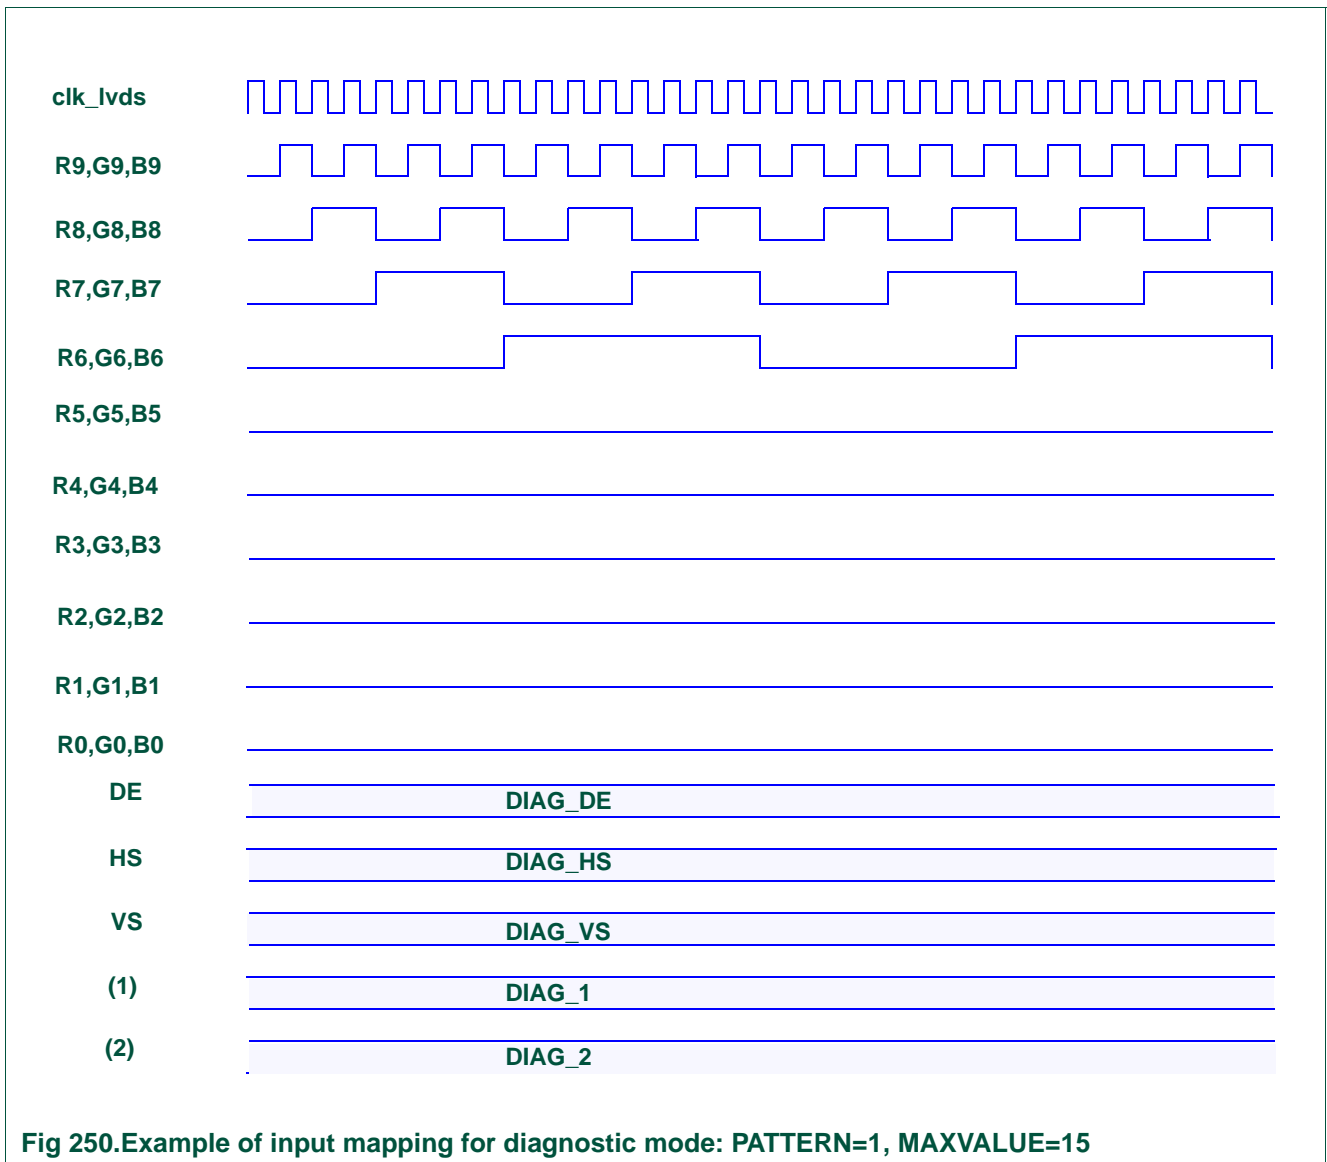 clk_lvds
R9,G9,B9
R8,G8,B8
R7,G7,B7
R6,G6,B6
R5,G5,B5
R4,G4,B4
R3,G3,B3
R2,G2,B2
R1,G1,B1
R0,G0,B0
DE DIAG_DE
HS DIAG_HS
VS DIAG_VS
(1) DIAG_1
(2) DIAG_2
Fig 250.Example of input mapping for diagnostic mode: PATTERN=1, MAXVALUE=15